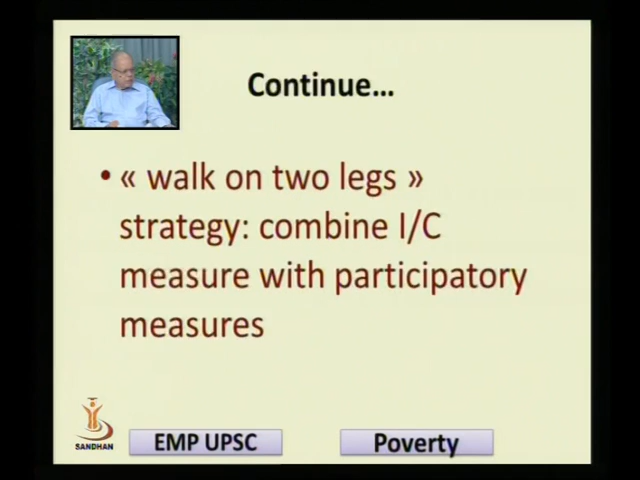 Continue...
• « walk on two legs »
strategy: combine I/C
measure with participatory
measures
SANDHAN
EMP UPSC
Poverty